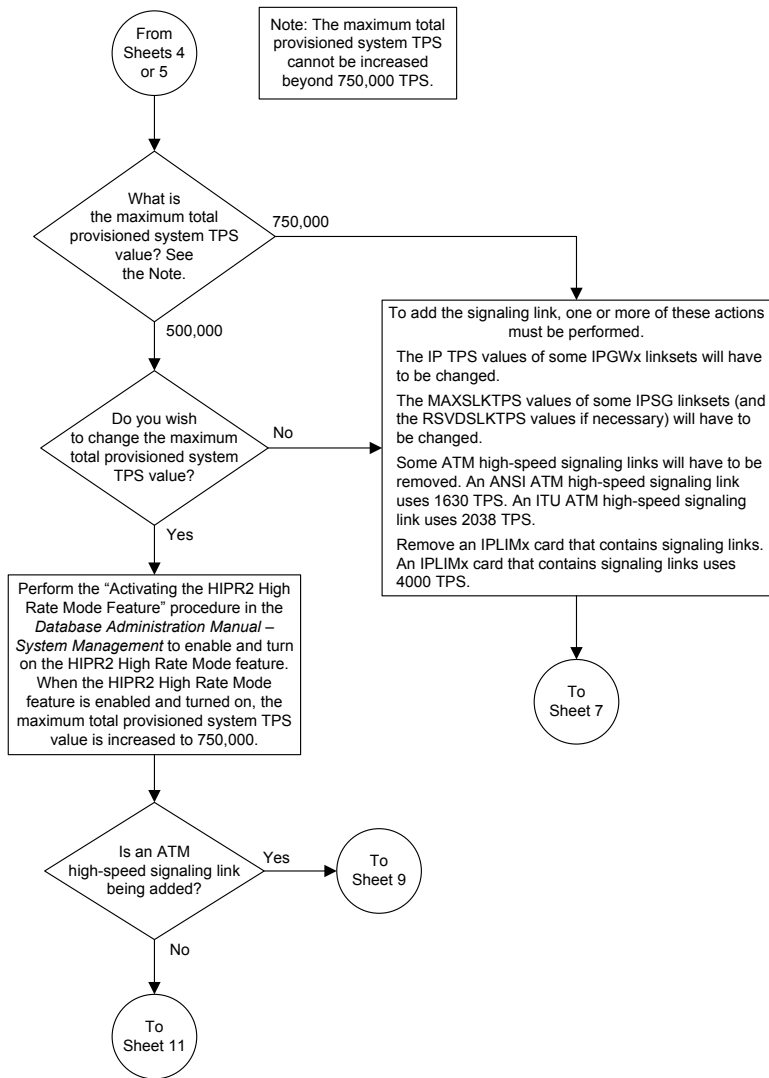 From
Sheets 4
or 5
Note: The maximum total
provisioned system TPS
cannot be increased
beyond 750,000 TPS.
What is
the maximum total
provisioned system TPS
value? See
the Note.
750,000
500,000
To add the signaling link, one or more of these actions
must be performed.
The IP TPS values of some IPGWx linksets will have
to be changed.
The MAXSLKTPS values of some IPSG linksets (and
the RSVDSLKTPS values if necessary) will have to
be changed.
Some ATM high-speed signaling links will have to be
removed. An ANSI ATM high-speed signaling link
uses 1630 TPS. An ITU ATM high-speed signaling
link uses 2038 TPS.
Remove an IPLIMx card that contains signaling links.
An IPLIMx card that contains signaling links uses
4000 TPS.
Do you wish
to change the maximum
total provisioned system
TPS value?
No
Yes
To
Sheet 7
Perform the “Activating the HIPR2 High
Rate Mode Feature” procedure in the
Database Administration Manual –
System Management to enable and turn
on the HIPR2 High Rate Mode feature.
When the HIPR2 High Rate Mode
feature is enabled and turned on, the
maximum total provisioned system TPS
value is increased to 750,000.
Is an ATM
high-speed signaling link
being added?
Yes
To
Sheet 9
No
To
Sheet 11